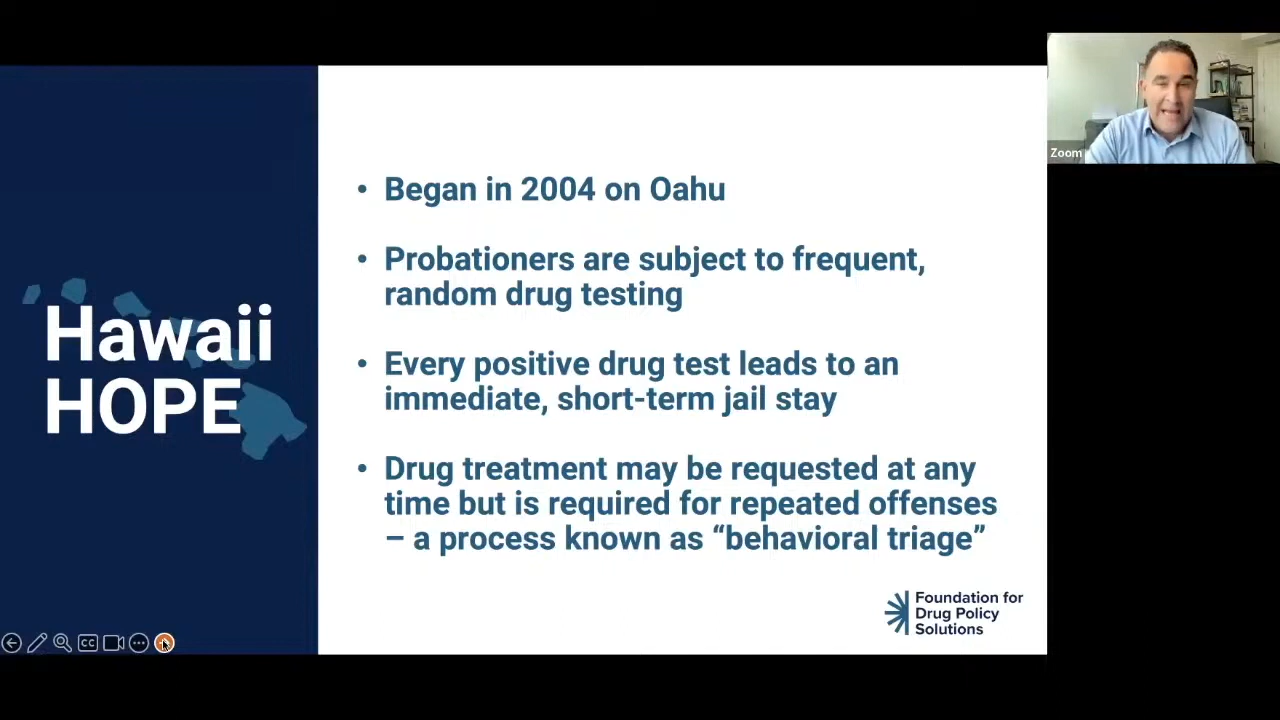 Hawaii
HOPE
• Began in 2004 on Oahu
• Probationers are subject to frequent,
random drug testing
• Every positive drug test leads to an
immediate, short-term jail stay
• Drug treatment may be requested at any
time but is required for repeated offenses
– a process known as “behavioral triage”
Foundation for
Drug Policy
Solutions
CC
Zoom